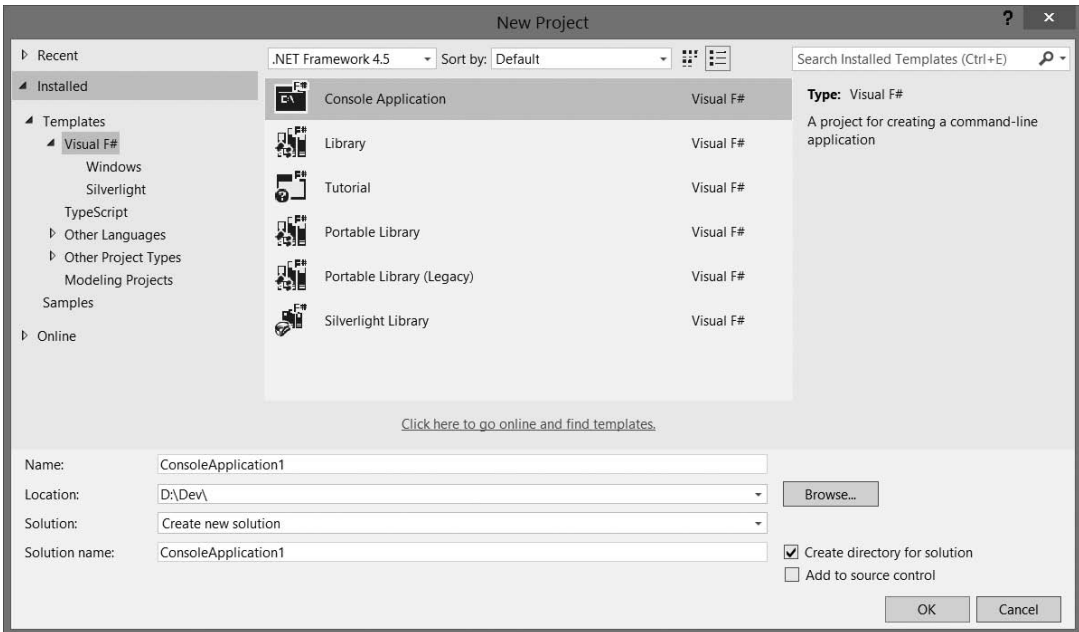 New Project
?
×
Recent
Installed
Templates
Visual F#
Windows
Silverlight
TypeScript
Other Languages
Other Project Types
Modeling Projects
Samples
Online
.NET Framework 4.5
Sort by: Default
Console Application Visual F#
Library Visual F#
Tutorial Visual F#
Portable Library Visual F#
Portable Library (Legacy) Visual F#
Silverlight Library Visual F#
Click here to go online and find templates.
Search Installed Templates (Ctrl+E)
Type: Visual F#
A project for creating a command-line
application
Name: ConsoleApplication1
Location: D:\Dev\
Browse...
Solution: Create new solution
Solution name: ConsoleApplication1
Create directory for solution
Add to source control
OK
Cancel